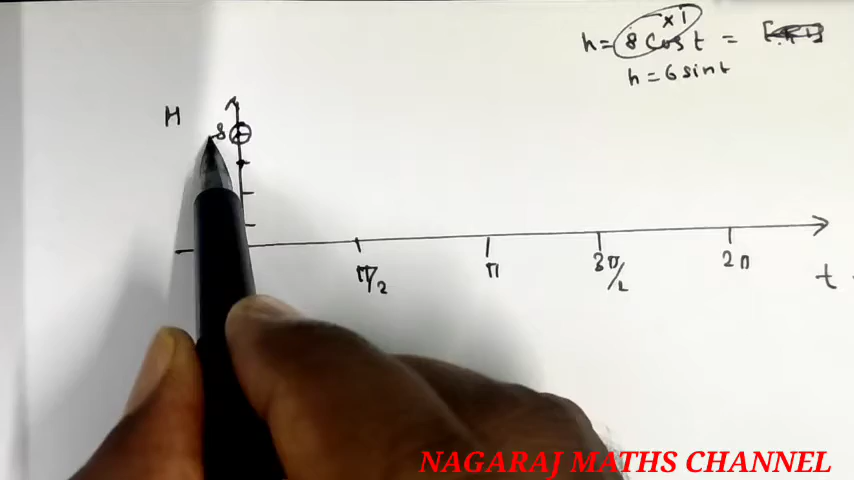 ×1
h = 8 cos t =
h = 6 sin t
H
8
π/2 π 3π/2 2π
t
NAGARAJ MATHS CHANNEL